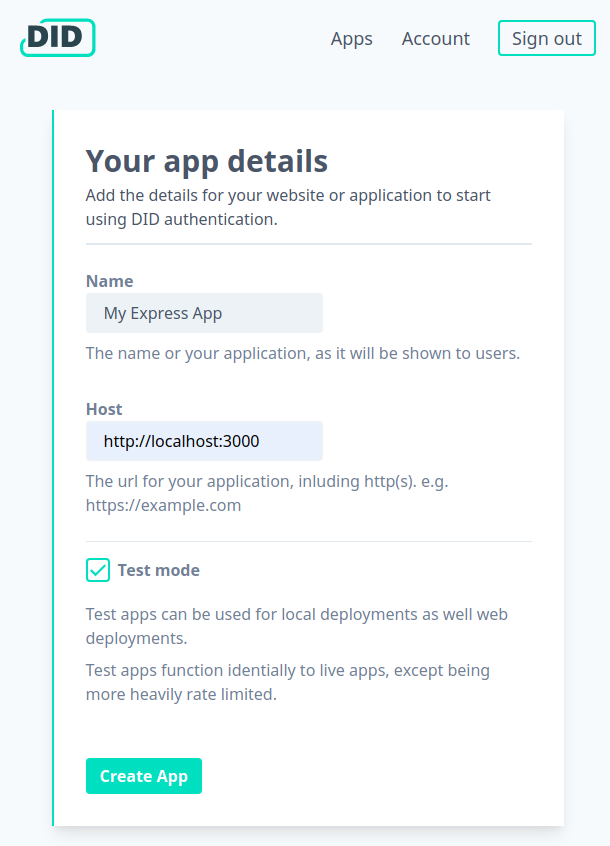 DID
Apps
Account
Sign out
Your app details
Add the details for your website or application to start
using DID authentication.
Name
My Express App
The name or your application, as it will be shown to users.
Host
http://localhost:3000
The url for your application, inluding http(s). e.g.
https://example.com
Test mode
Test apps can be used for local deployments as well web
deployments.
Test apps function identially to live apps, except being
more heavily rate limited.
Create App